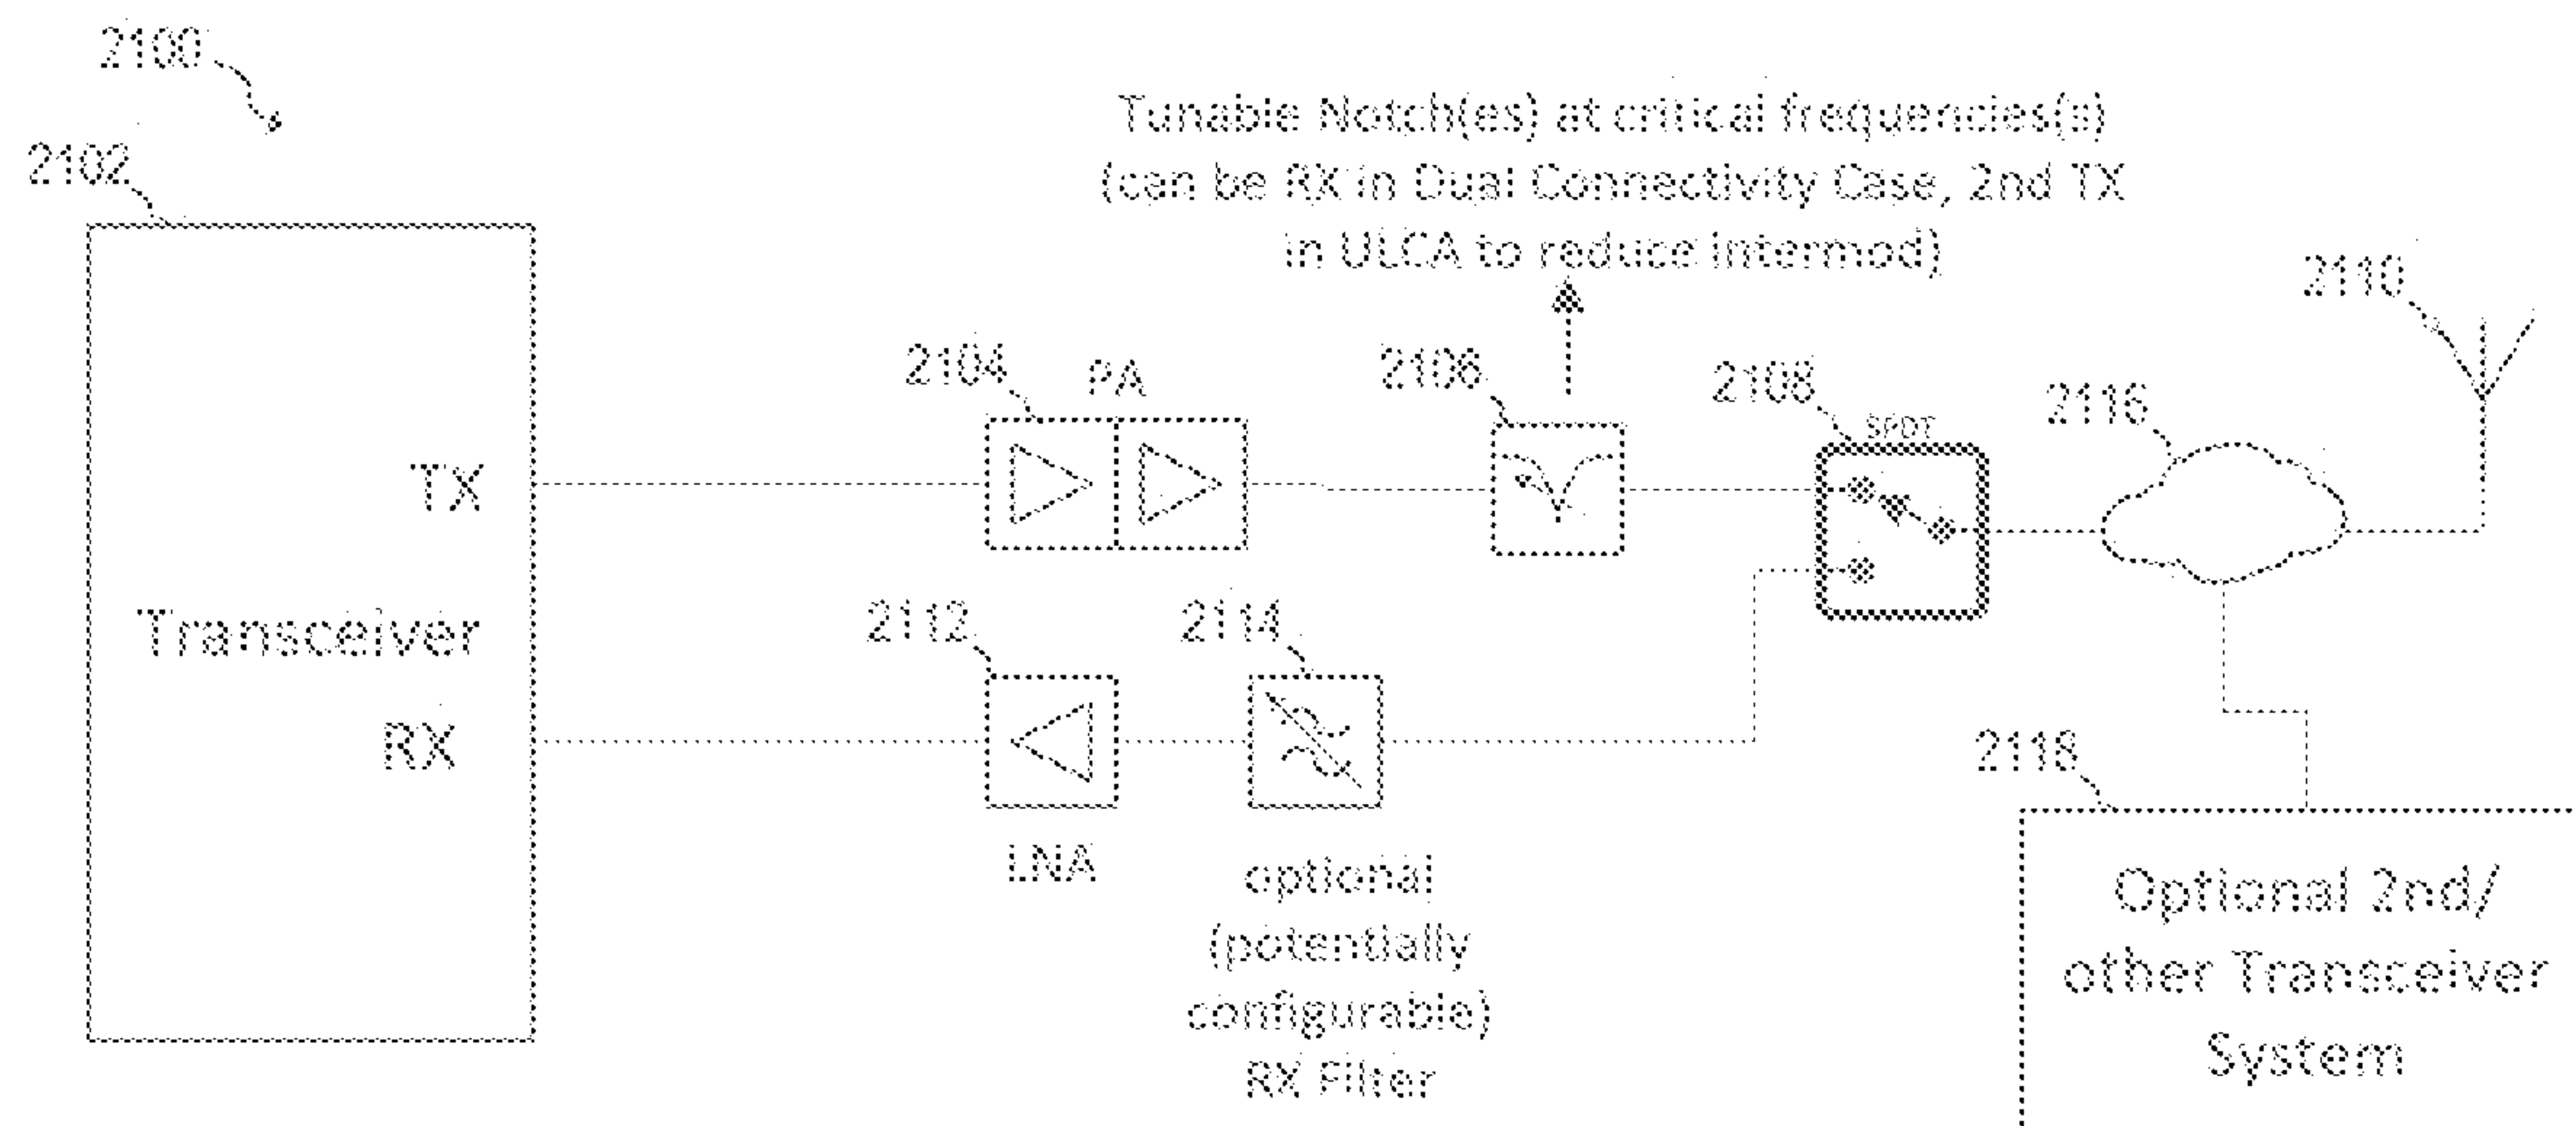 2100
2102
Tunable Notch(es) at critical frequencies(s)
(can be RX in Dual Connectivity Case, 2nd TX
in ULCA to reduce Intermod)
2110
2104
PA
2106
2108
SPDT
2116
TX
Transceiver
RX
2112
2114
LNA
optional
(potentially
configurable)
RX Filter
2118
Optional 2nd/
other Transceiver
System